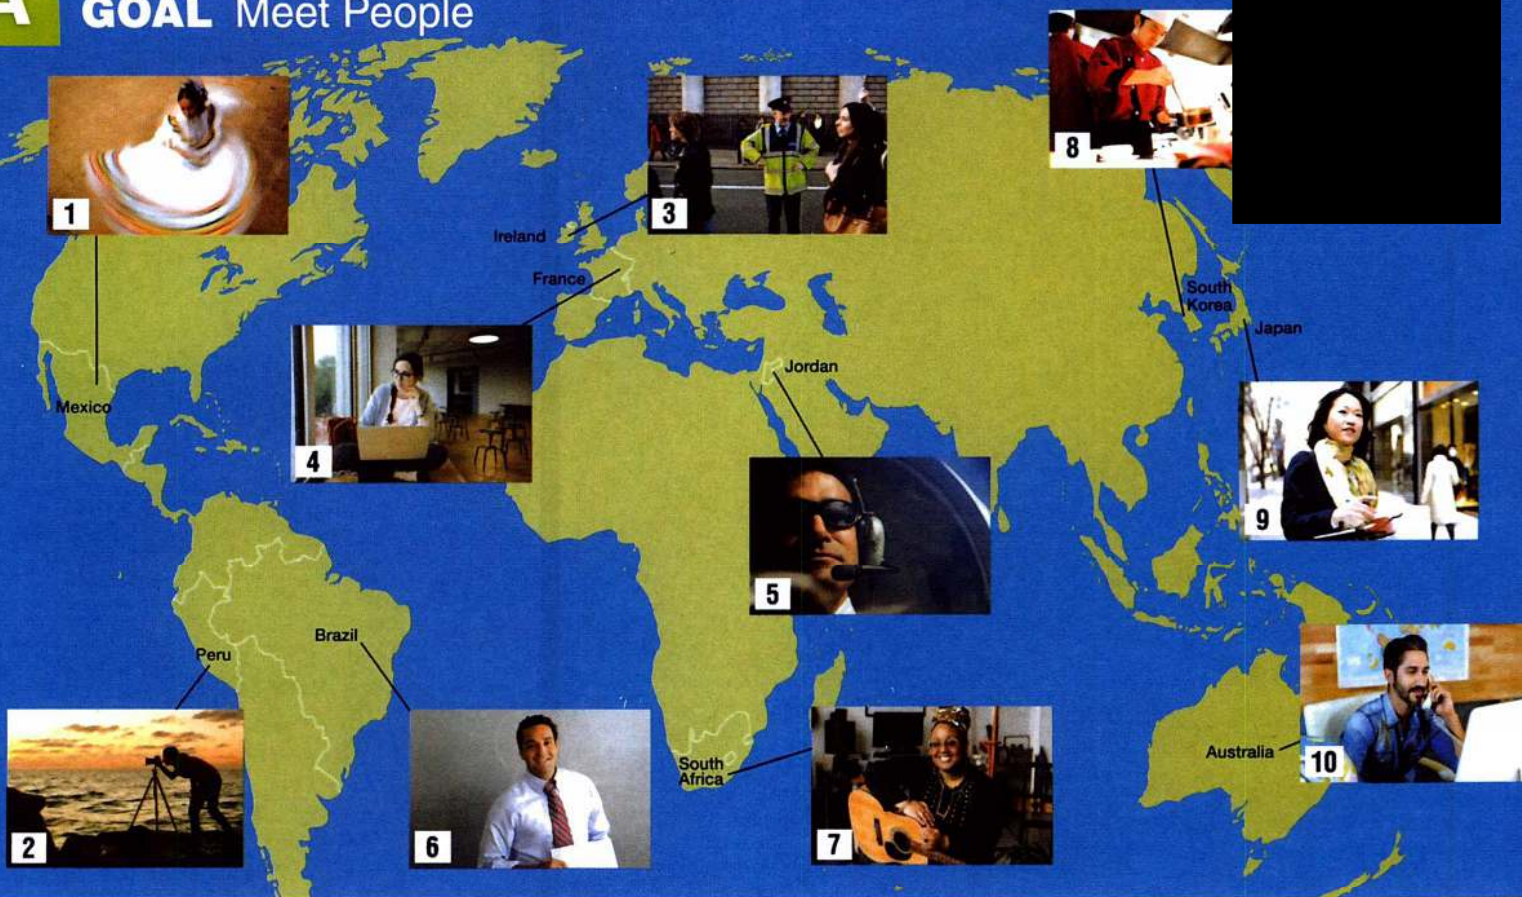 A
GOAL Meet People
1
Mexico
2
Peru
3
Ireland
4
France
5
Jordan
6
Brazil
7
South
Africa
8
South
Korea
9
Japan
10
Australia